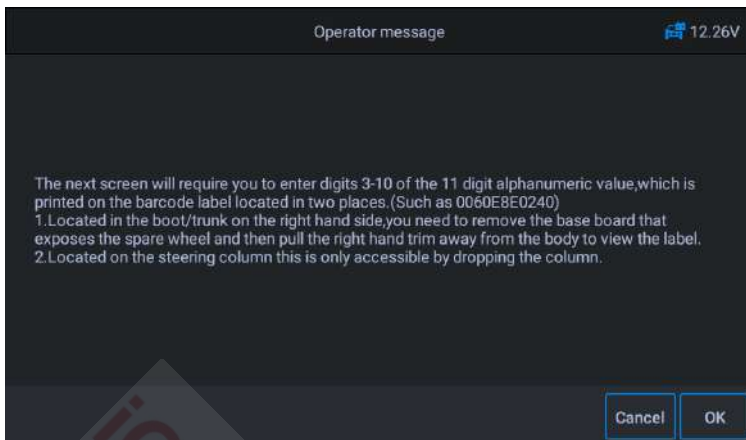 Operator message
12.26V
The next screen will require you to enter digits 3-10 of the 11 digit alphanumeric value,which is
printed on the barcode label located in two places.(Such as 0060E8E0240)
1.Located in the boot/trunk on the right hand side,you need to remove the base board that
exposes the spare wheel and then pull the right hand trim away from the body to view the label.
2.Located on the steering column this is only accessible by dropping the column.
Cancel
OK